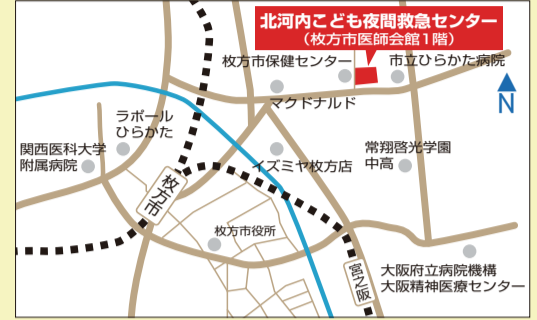 北河内こども夜間救急センター
（枚方市医師会館1階）
枚方市保健センター
市立ひらかた病院
マクドナルド
N
ラポール
ひらかた
関西医科大学
附属病院
イズミヤ枚方店
常翔啓光学園
中高
枚方市
枚方市役所
宮之阪
大阪府立病院機構
大阪精神医療センター